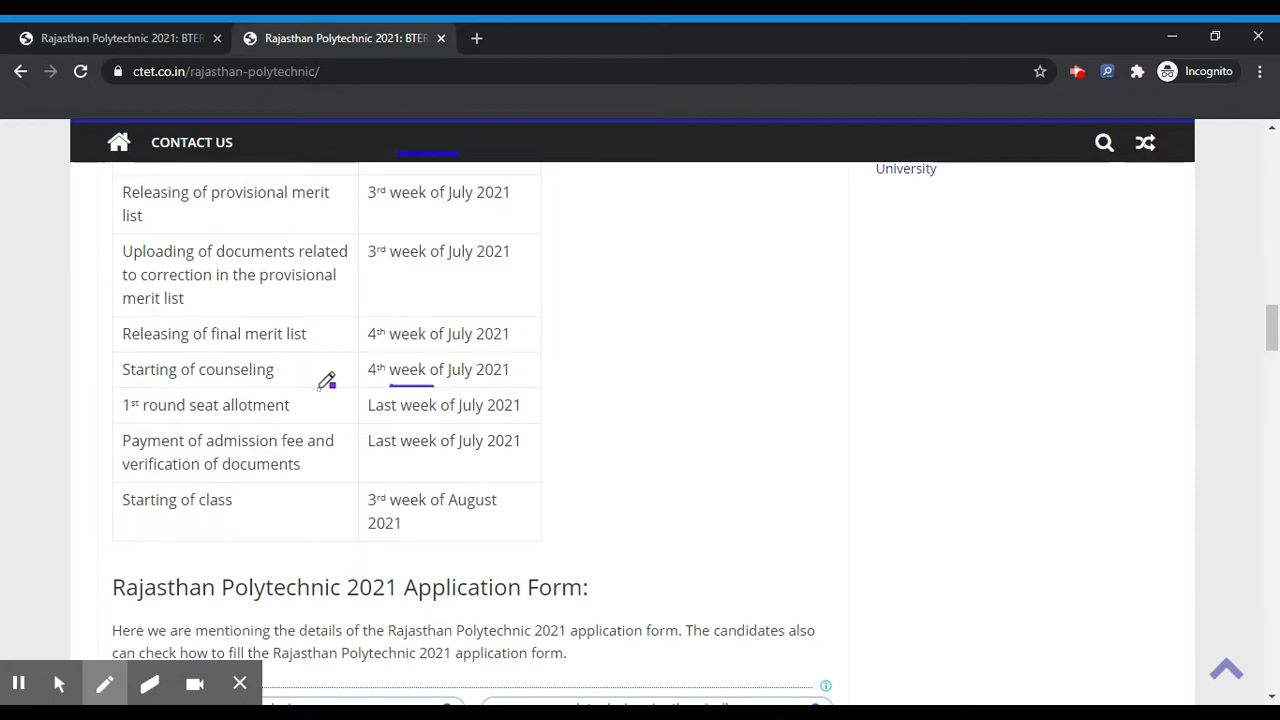 Rajasthan Polytechnic 2021: BTER
Rajasthan Polytechnic 2021: BTER
ctet.co.in/rajasthan-polytechnic/
Incognito
CONTACT US
University
Releasing of provisional merit
list
3rd week of July 2021
Uploading of documents related
to correction in the provisional
merit list
3rd week of July 2021
Releasing of final merit list
4th week of July 2021
Starting of counseling
4th week of July 2021
1st round seat allotment
Last week of July 2021
Payment of admission fee and
verification of documents
Last week of July 2021
Starting of class
3rd week of August
2021
Rajasthan Polytechnic 2021 Application Form:
Here we are mentioning the details of the Rajasthan Polytechnic 2021 application form. The candidates also
can check how to fill the Rajasthan Polytechnic 2021 application form.